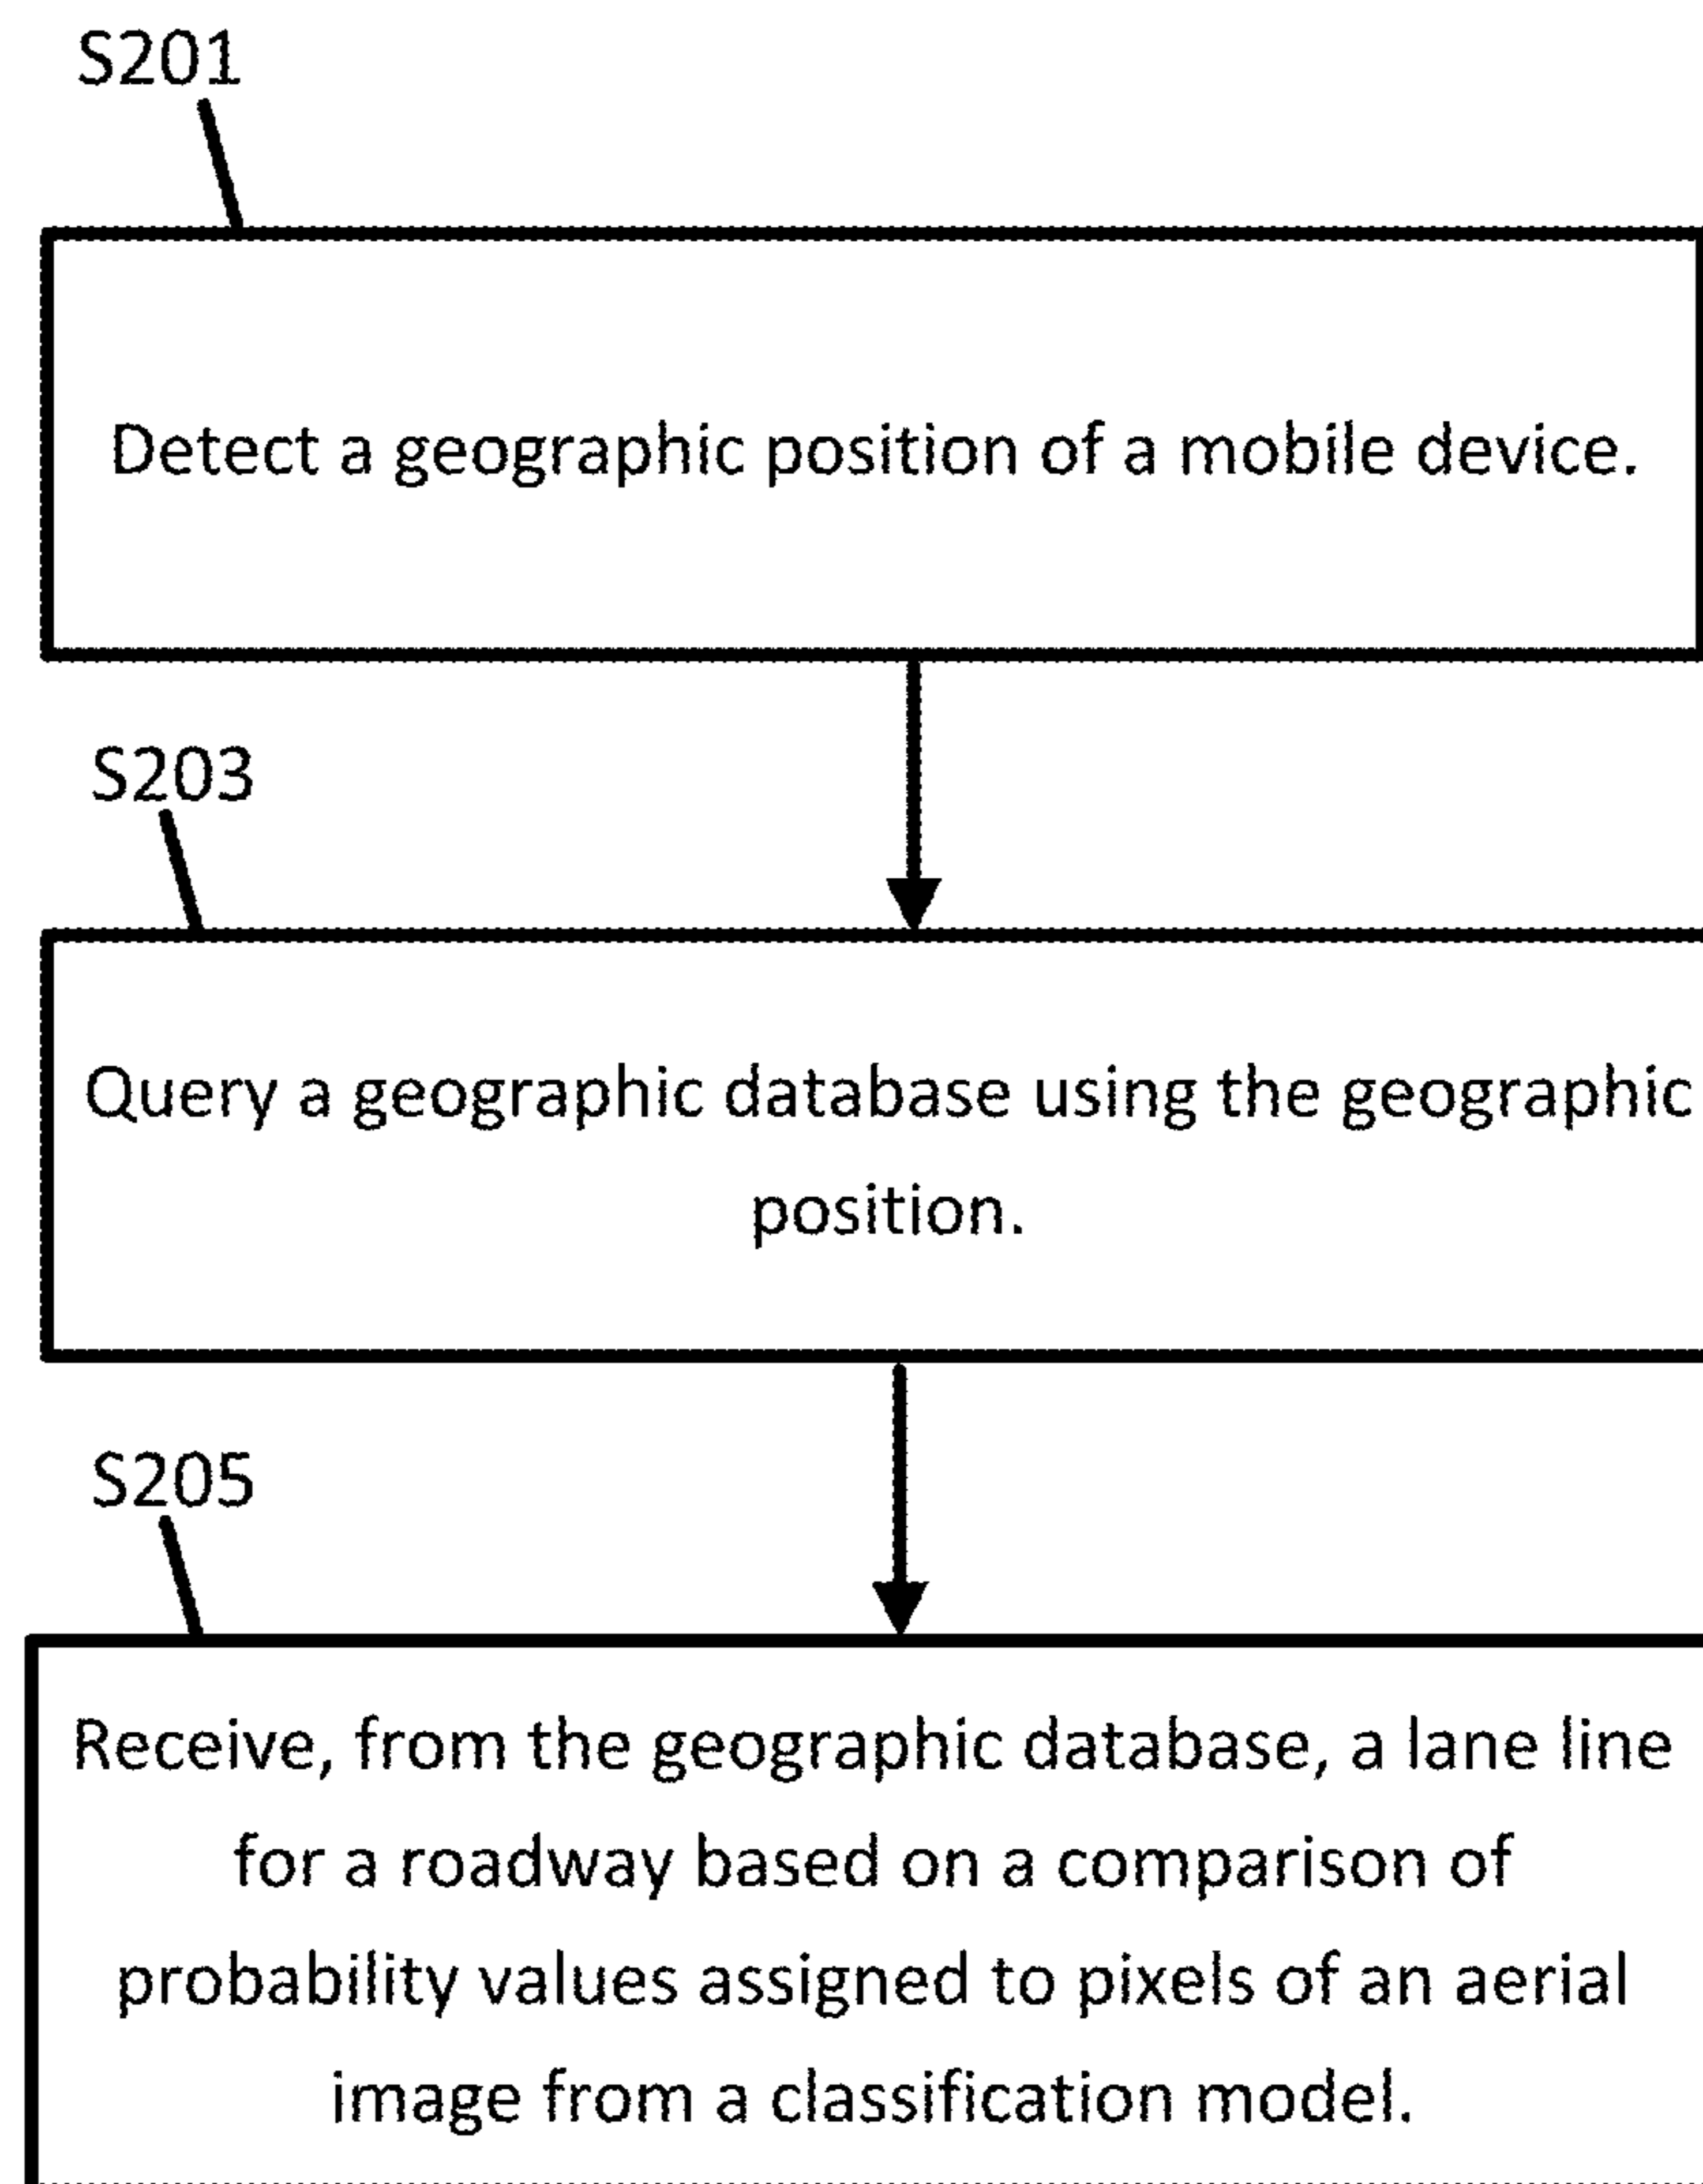 S201
Detect a geographic position of a mobile device.
S203
Query a geographic database using the geographic
position.
S205
Receive, from the geographic database, a lane line
for a roadway based on a comparison of
probability values assigned to pixels of an aerial
image from a classification model.